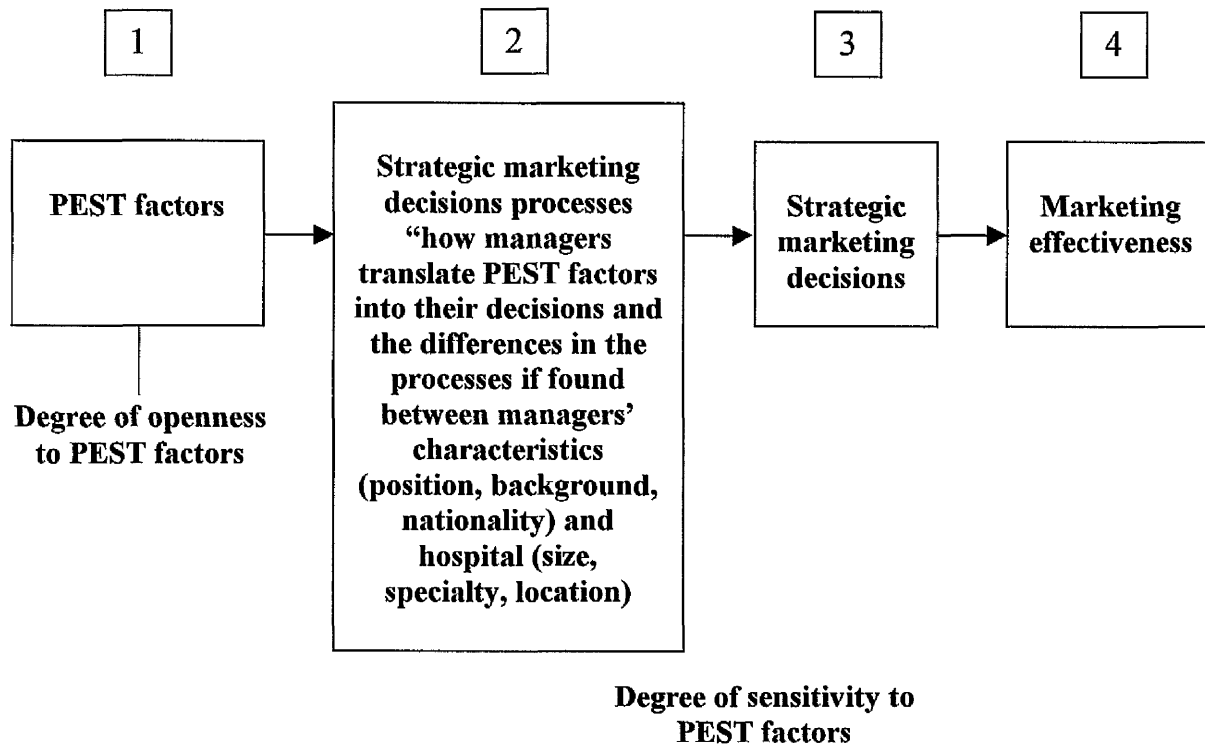 1
2
3
4
PEST factors
Strategic marketing
decisions processes
“how managers
translate PEST factors
into their decisions and
the differences in the
processes if found
between managers’
characteristics
(position, background,
nationality) and
hospital (size,
specialty, location)
Strategic
marketing
decisions
Marketing
effectiveness
Degree of openness
to PEST factors
Degree of sensitivity to
PEST factors